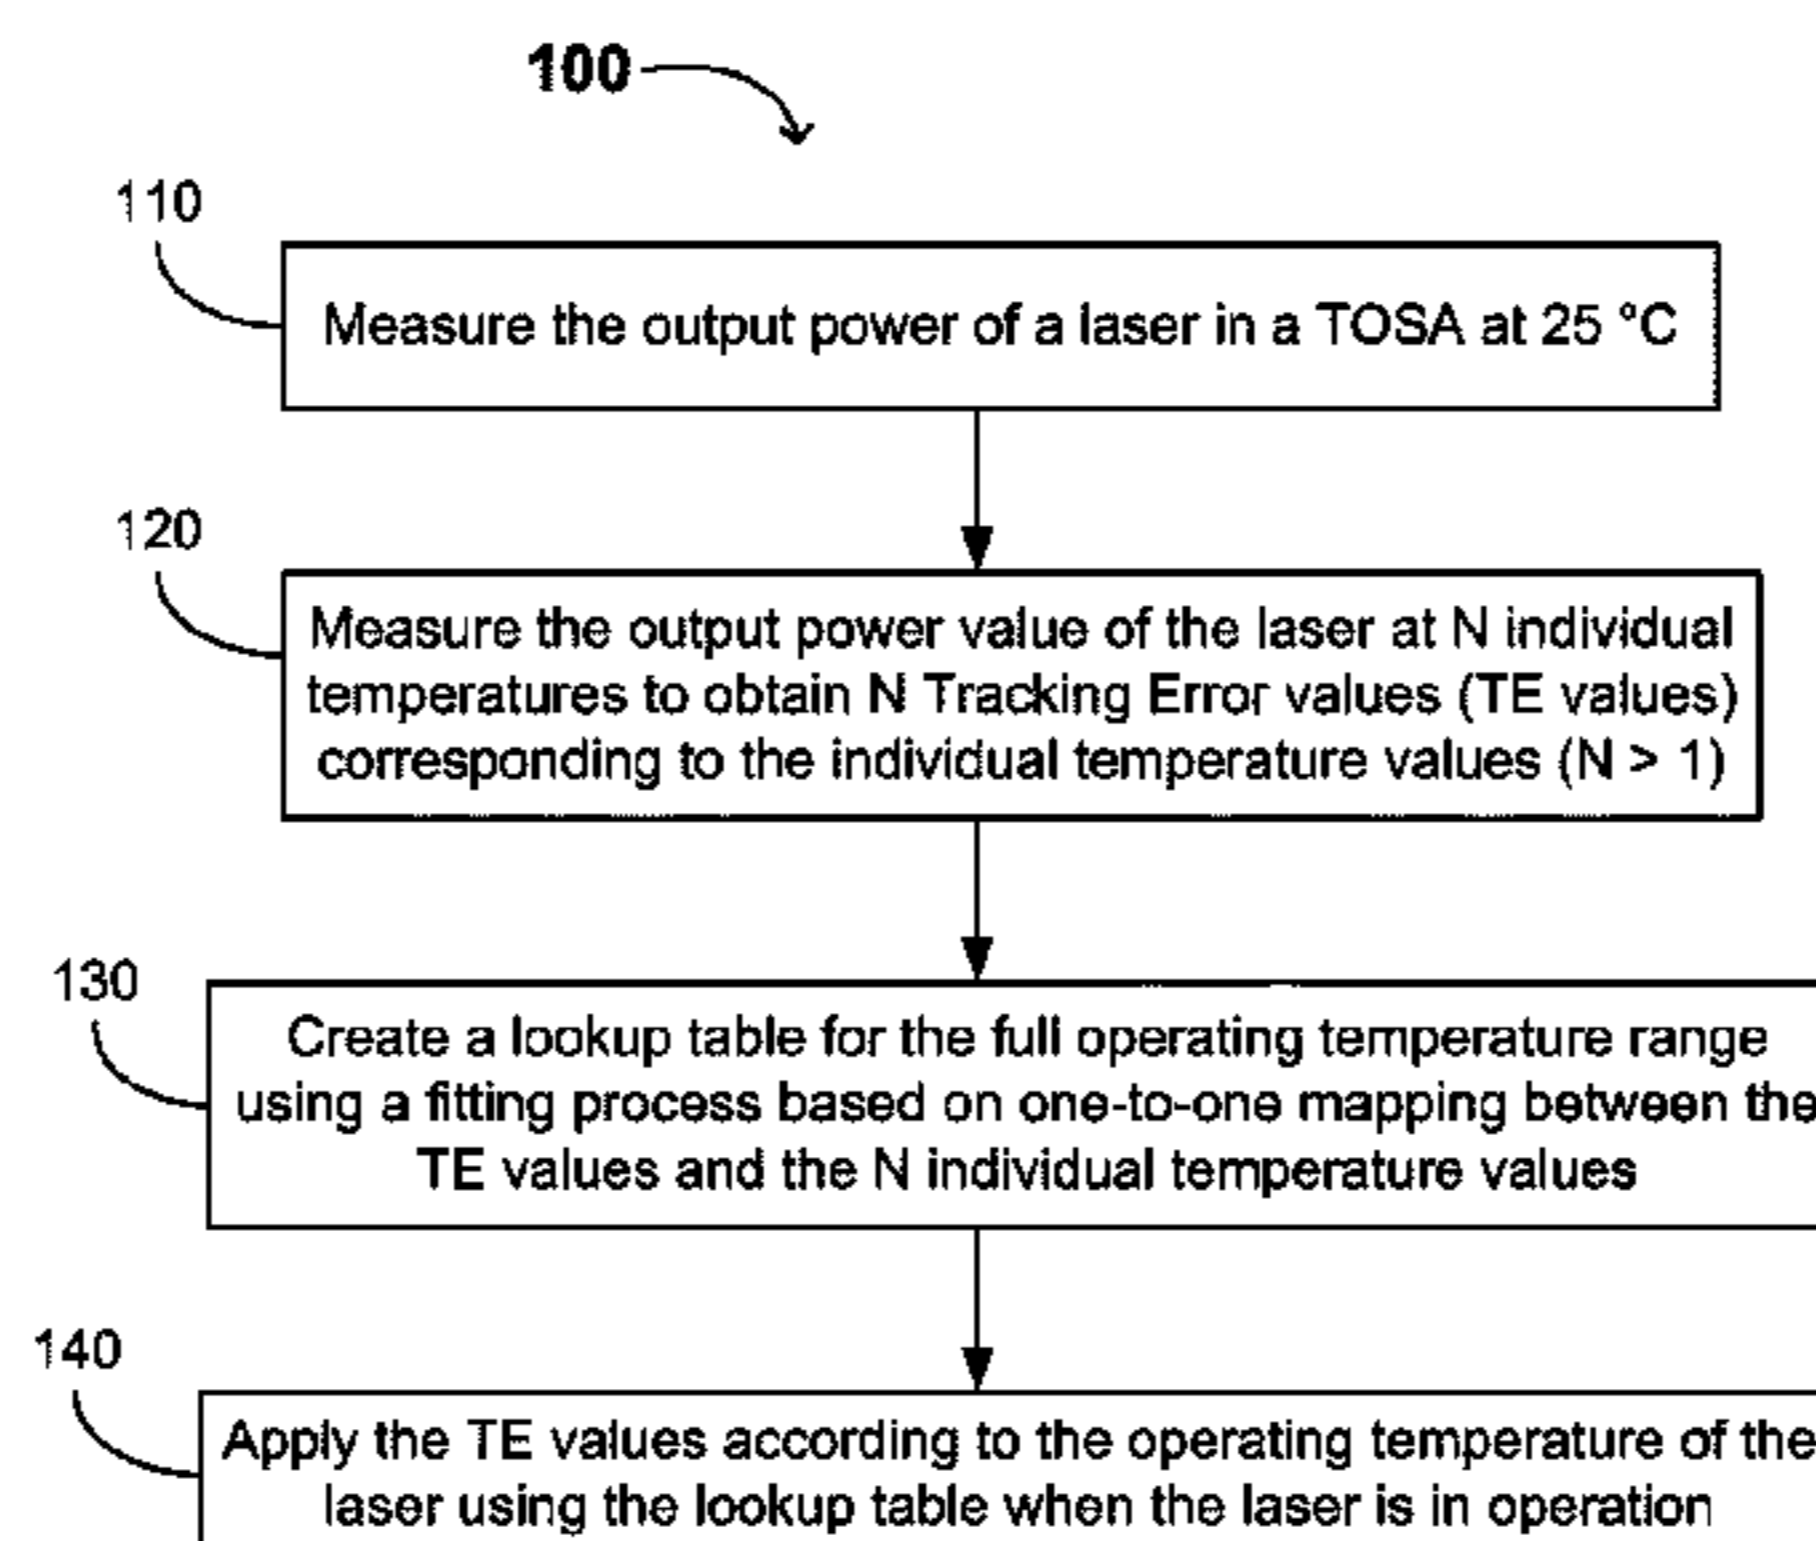 100
110
Measure the output power of a laser in a TOSA at 25 °C
120
Measure the output power value of the laser at N individual
temperatures to obtain N Tracking Error values (TE values)
corresponding to the individual temperature values (N > 1)
130
Create a lookup table for the full operating temperature range
using a fitting process based on one-to-one mapping between the
TE values and the N individual temperature values
140
Apply the TE values according to the operating temperature of the
laser using the lookup table when the laser is in operation